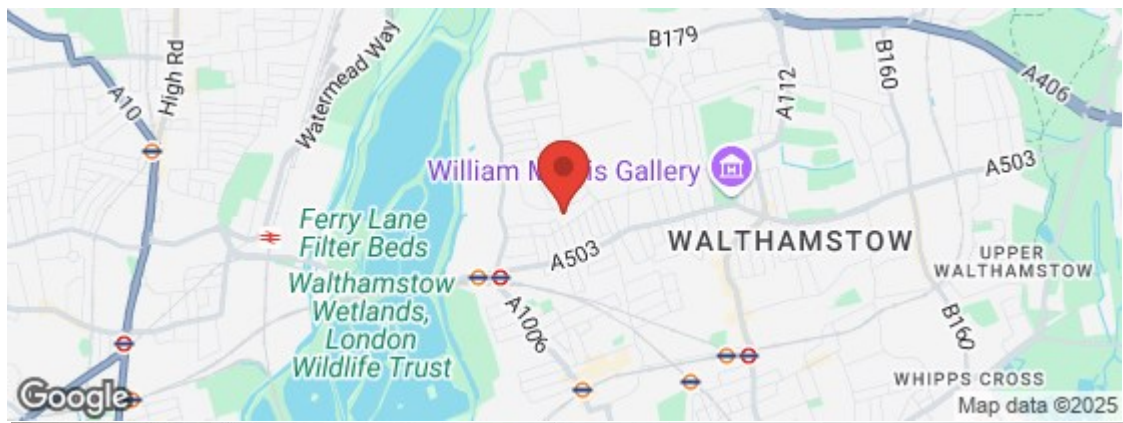 B179
High Rd
Watermead Way
A10
A112
B160
A406
William
is Gallery
A503
Ferry Lane
Filter Beds
WALTHAMSTOW
A503
UPPER
WALTHAMSTOW
Walthamstow
Wetlands,
London
Wildlife Trust
A1006
B160
WHIPPS CROSS
Google
Map data ©2025